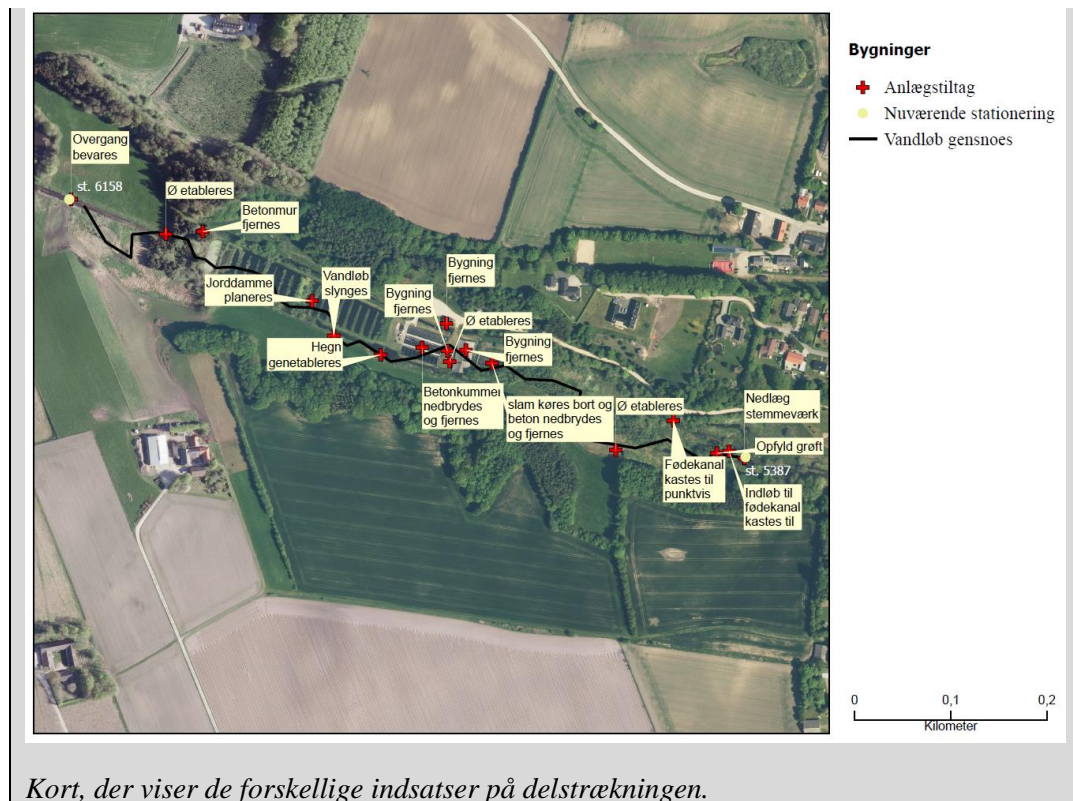 Overgang
bevares
st. 6158
Ø etableres
Betonmur
fjernes
Jorddamme
planeres
Vandløb
slynges
Hegn
genetableres
Bygning
fjernes
Bygning
fjernes
Ø etableres
Bygning
fjernes
Betonkummer
nedbrydes
og fjernes
slam køres bort og
beton nedbrydes
og fjernes
Ø etableres
Fødekanal
kastes til
punktvis
Nedlæg
stemmeværk
Opfyld grøft
st. 5387
Indløb til
fødekanal
kastes til
Bygninger
Anlægstiltag
Nuværende stationering
Vandløb gensnoes
0 0,1 0,2
Kilometer
Kort, der viser de forskellige indsatser på delstrækningen.